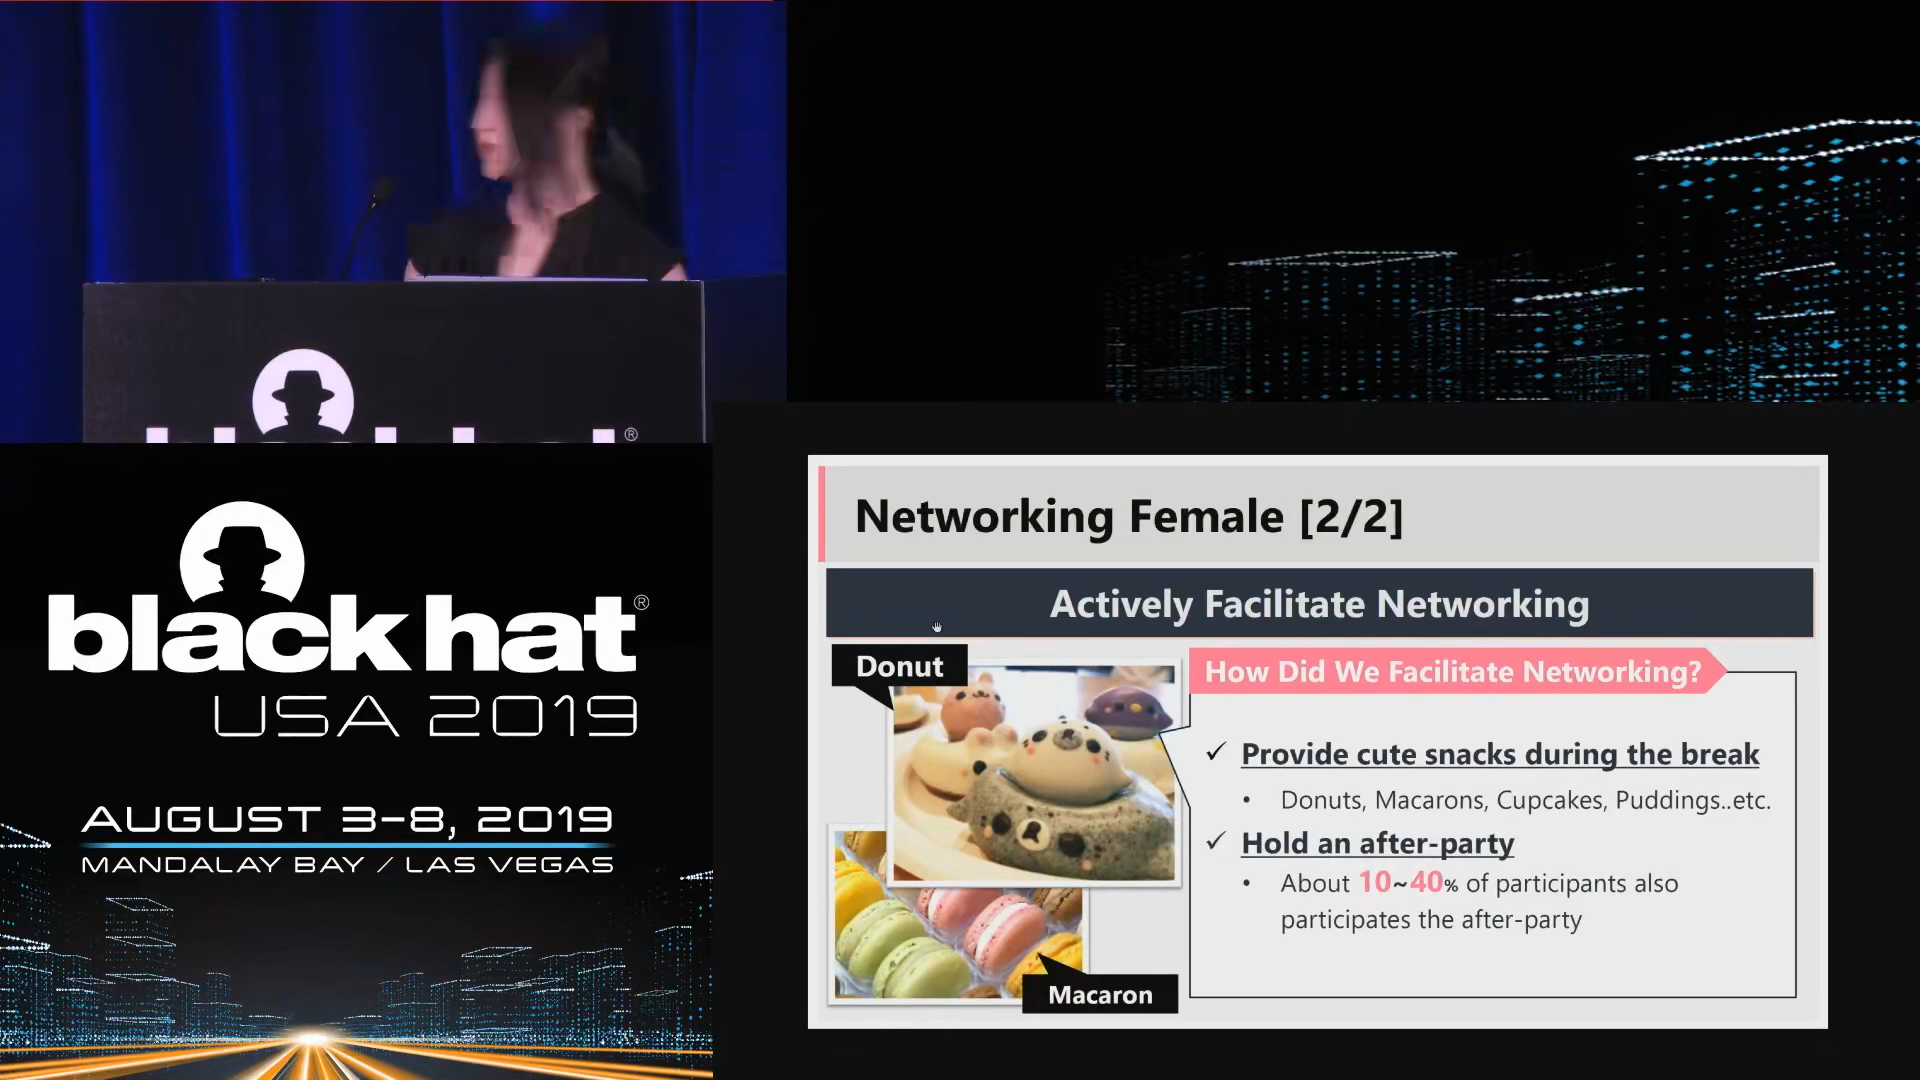 ®
black hat®
USA 2019
AUGUST 3-8, 2019
MANDALAY BAY / LAS VEGAS
Networking Female [2/2]
Actively Facilitate Networking
Donut
How Did We Facilitate Networking?
✓ Provide cute snacks during the break
• Donuts, Macarons, Cupcakes, Puddings..etc.
✓ Hold an after-party
• About 10~40% of participants also
participates the after-party
Macaron